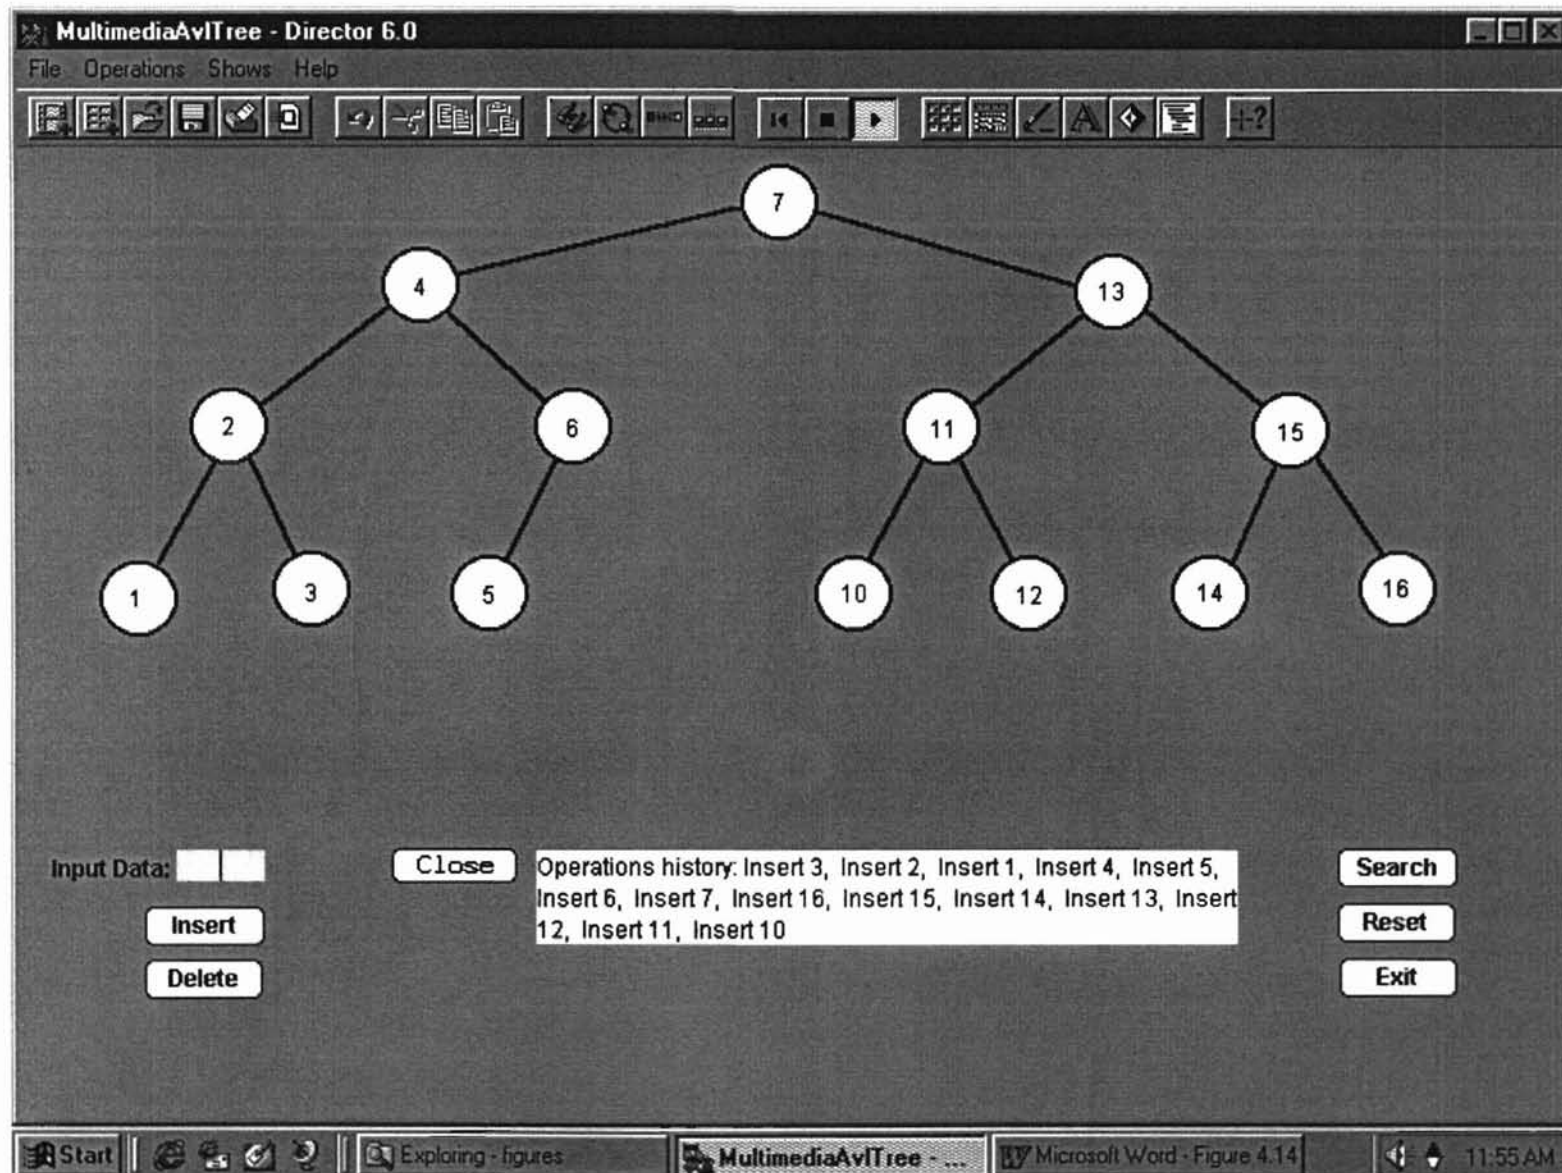 MultimediaAvlTree - Director 6.0
File Operations Shows Help
7
4
13
2
6
11
15
1
3
5
10
12
14
16
Input Data:
Close
Operations history: Insert 3, Insert 2, Insert 1, Insert 4, Insert 5,
Insert 6, Insert 7, Insert 16, Insert 15, Insert 14, Insert 13, Insert
12, Insert 11, Insert 10
Search
Insert
Reset
Delete
Exit
Start
Exploring - figures
MultimediaAvlTree - ...
Microsoft Word - Figure 4.14
11:55 AM